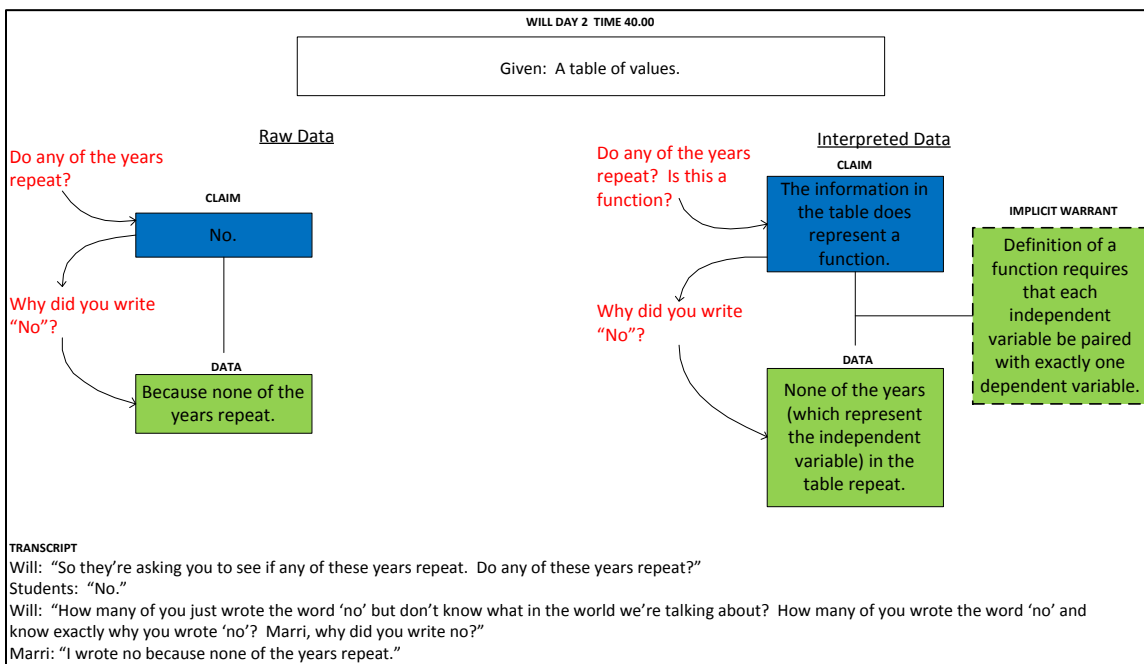 WILL DAY 2 TIME 40.00
Given: A table of values.
Raw Data
Do any of the years
repeat?
CLAIM
No.
Why did you write
“No”?
DATA
Because none of the
years repeat.
Interpreted Data
Do any of the years
repeat? Is this a
function?
CLAIM
The information in
the table does
represent a
function.
IMPLICIT WARRANT
Definition of a
function requires
that each
independent
variable be paired
with exactly one
dependent variable.
Why did you write
“No”?
DATA
None of the years
(which represent
the independent
variable) in the
table repeat.
TRANSCRIPT
Will: “So they’re asking you to see if any of these years repeat. Do any of these years repeat?”
Students: “No.”
Will: “How many of you just wrote the word ‘no’ but don’t know what in the world we’re talking about? How many of you wrote the word ‘no’ and
know exactly why you wrote ‘no’? Marri, why did you write no?”
Marri: “I wrote no because none of the years repeat.”